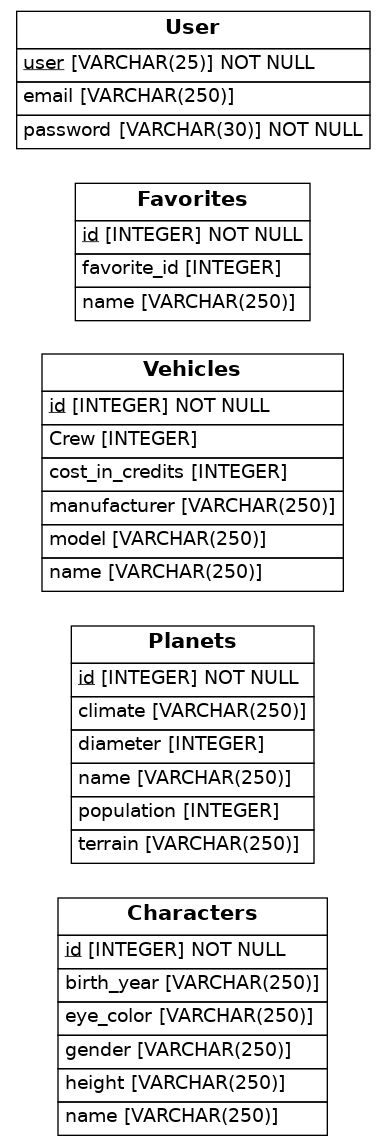 User
user [VARCHAR(25)] NOT NULL
email [VARCHAR(250)]
password [VARCHAR(30)] NOT NULL
Favorites
id [INTEGER] NOT NULL
favorite_id [INTEGER]
name [VARCHAR(250)]
Vehicles
id [INTEGER] NOT NULL
Crew [INTEGER]
cost_in_credits [INTEGER]
manufacturer [VARCHAR(250)]
model [VARCHAR(250)]
name [VARCHAR(250)]
Planets
id [INTEGER] NOT NULL
climate [VARCHAR(250)]
diameter [INTEGER]
name [VARCHAR(250)]
population [INTEGER]
terrain [VARCHAR(250)]
Characters
id [INTEGER] NOT NULL
birth_year [VARCHAR(250)]
eye_color [VARCHAR(250)]
gender [VARCHAR(250)]
height [VARCHAR(250)]
name [VARCHAR(250)]